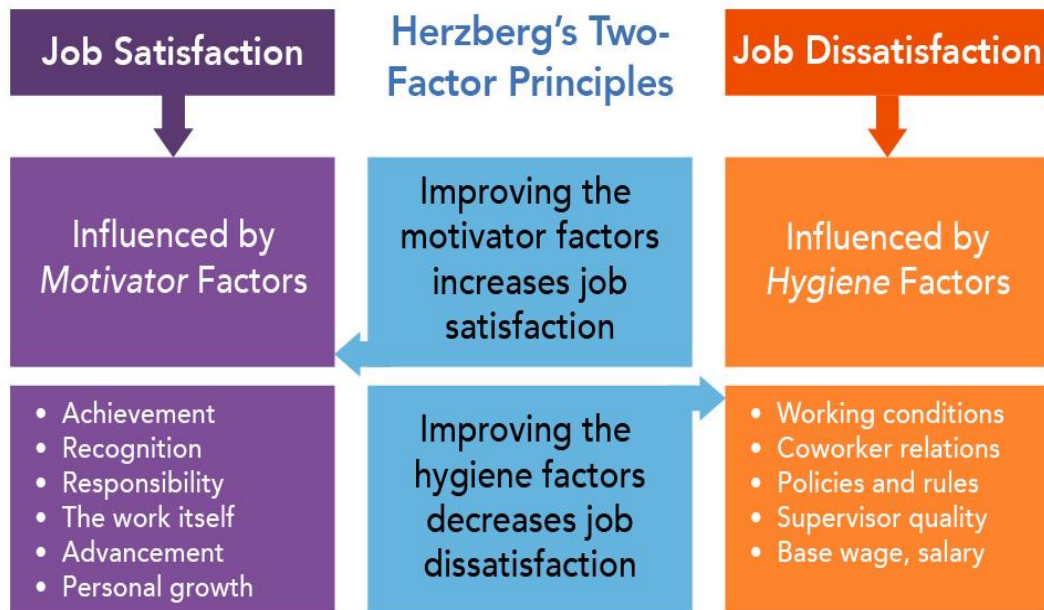 Job Satisfaction
Herzberg's Two-
Factor Principles
Job Dissatisfaction
Influenced by
Motivator Factors
Improving the
motivator factors
increases job
satisfaction
Influenced by
Hygiene Factors
• Achievement
• Recognition
• Responsibility
• The work itself
• Advancement
• Personal growth
Improving the
hygiene factors
decreases job
dissatisfaction
• Working conditions
• Coworker relations
• Policies and rules
• Supervisor quality
• Base wage, salary